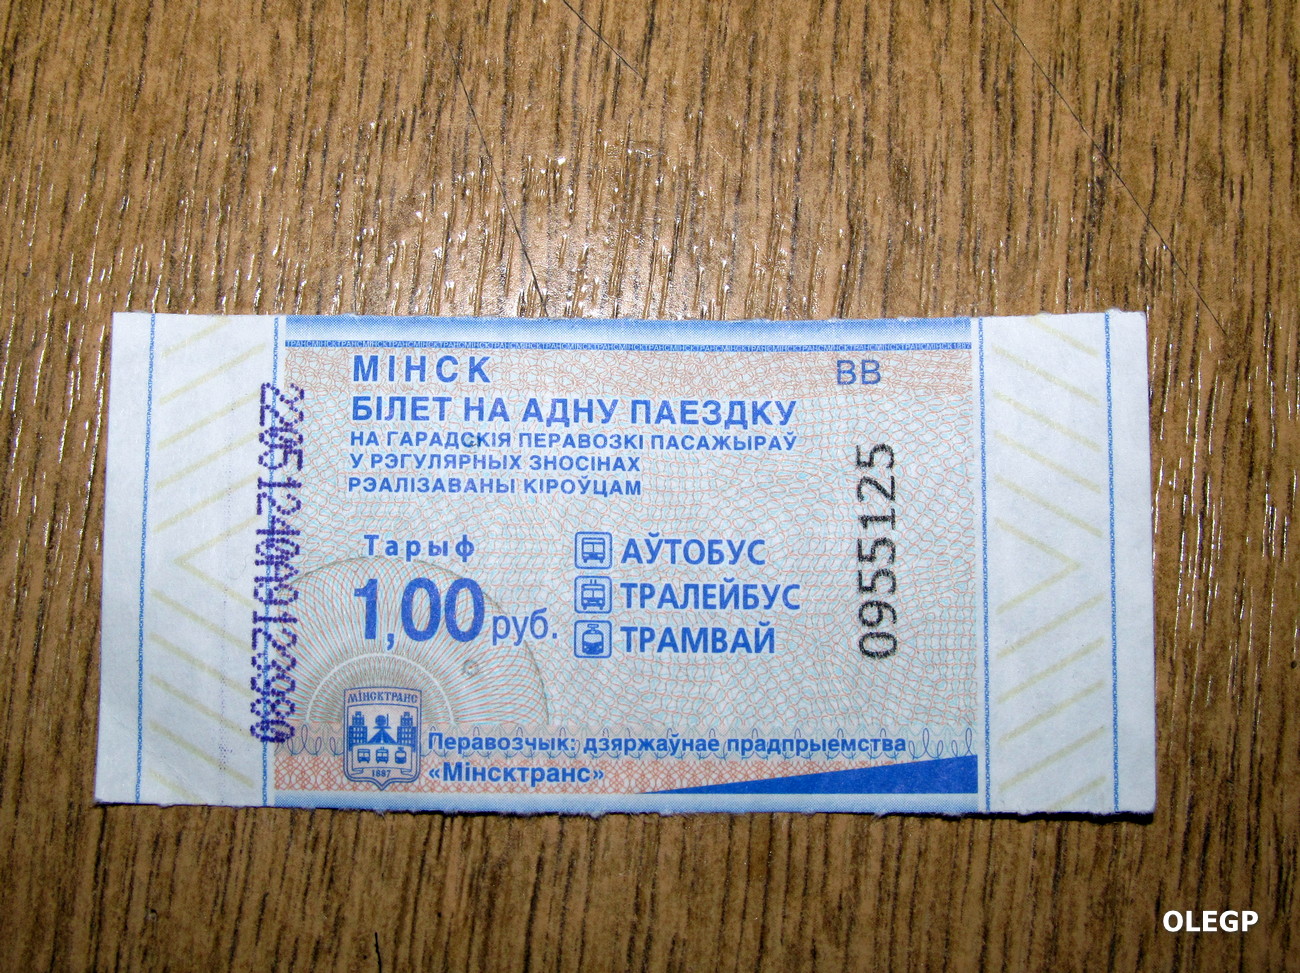 МІНСК
ВВ
БІЛЕТ НА АДНУ ПАЕЗДКУ
НА ГАРАДСКІЯ ПЕРАВОЗКІ ПАСАЖЫРАЎ
У РЭГУЛЯРНЫХ ЗНОСІНАХ
РЭАЛІЗАВАНЫ КІРОЎЦАМ
Тарыф
1,00 руб.
АЎТОБУС
ТРАЛЕЙБУС
ТРАМВАЙ
0955125
МІНСКТРАНС
1887
Перавозчык: дзяржаўнае прадпрыемства
«Мінсктранс»
OLEGP